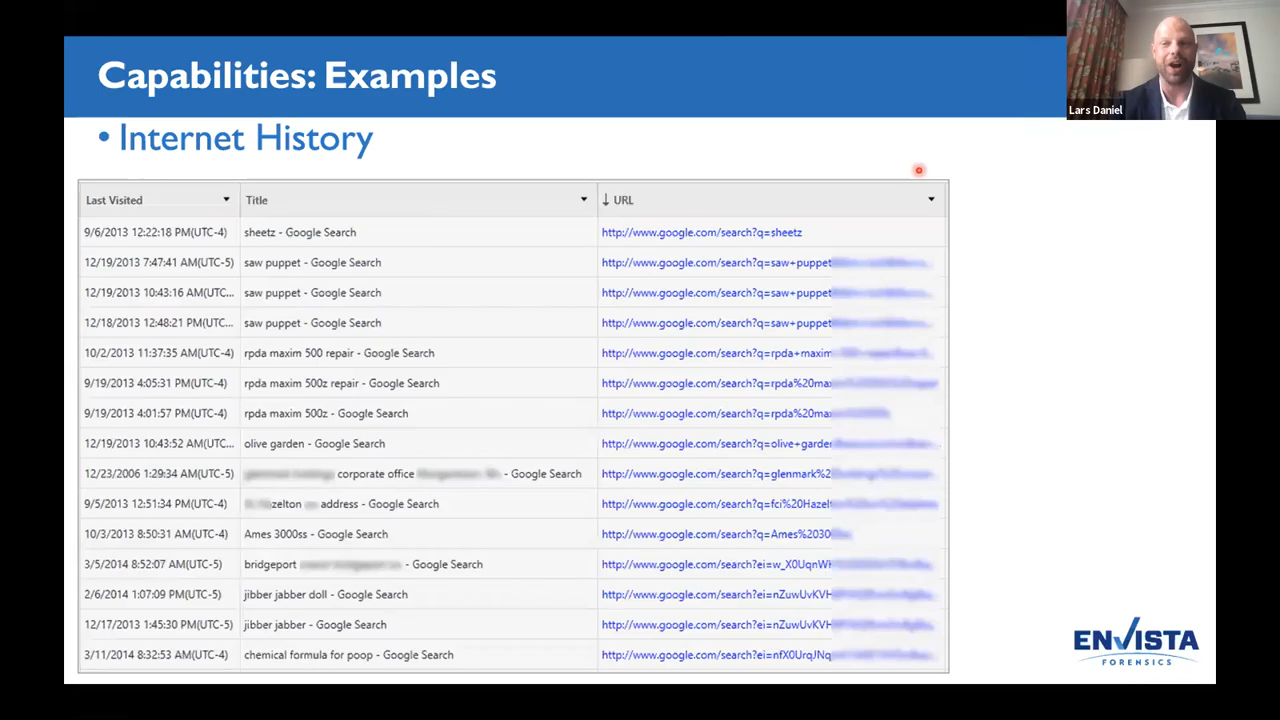 Capabilities: Examples
Lars Daniel
• Internet History
Last Visited Title ↓ URL
9/6/2013 12:22:18 PM(UTC-4) sheetz - Google Search http://www.google.com/search?q=sheetz
12/19/2013 7:47:41 AM(UTC-5) saw puppet - Google Search http://www.google.com/search?q=saw+puppet
12/19/2013 10:43:16 AM(UTC... saw puppet - Google Search http://www.google.com/search?q=saw+puppet
12/18/2013 12:48:21 PM(UTC... saw puppet - Google Search http://www.google.com/search?q=saw+puppet
10/2/2013 11:37:35 AM(UTC-4) rpda maxim 500 repair - Google Search http://www.google.com/search?q=rpda+maxim
9/19/2013 4:05:31 PM(UTC-4) rpda maxim 500z repair - Google Search http://www.google.com/search?q=rpda%20ma
9/19/2013 4:01:57 PM(UTC-4) rpda maxim 500z - Google Search http://www.google.com/search?q=rpda%20ma
12/19/2013 10:43:52 AM(UTC... olive garden - Google Search http://www.google.com/search?q=olive+garde
12/23/2006 1:29:34 AM(UTC-5) corporate office - Google Search http://www.google.com/search?q=glenmark%2
9/5/2013 12:51:34 PM(UTC-4) zelton address - Google Search http://www.google.com/search?q=fci%20Hazel
10/3/2013 8:50:31 AM(UTC-4) Ames 3000ss - Google Search http://www.google.com/search?q=Ames%2030
3/5/2014 8:52:07 AM(UTC-5) bridgeport - Google Search http://www.google.com/search?ei=w_X0UqnW
2/6/2014 1:07:09 PM(UTC-5) jibber jabber doll - Google Search http://www.google.com/search?ei=nZuwUvKVH
12/17/2013 1:45:30 PM(UTC-5) jibber jabber - Google Search http://www.google.com/search?ei=nZuwUvKVH
3/11/2014 8:32:53 AM(UTC-4) chemical formula for poop - Google Search http://www.google.com/search?ei=nfX0UrqJNq
ENVISTA
FORENSICS